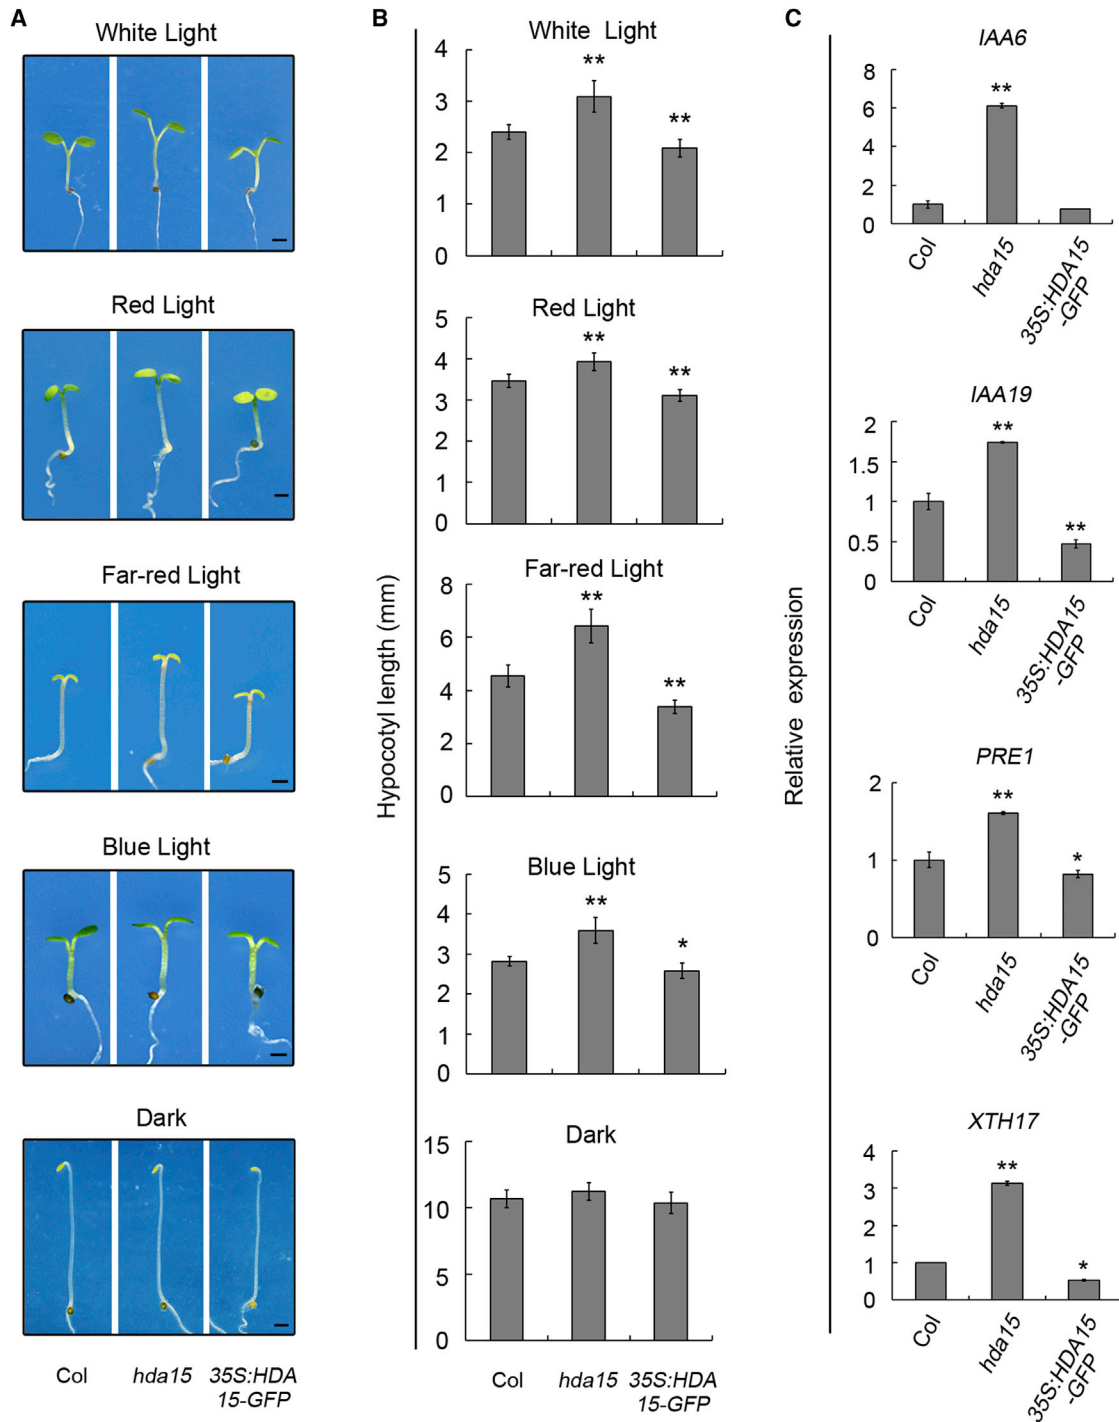 A
White Light
Red Light
Far-red Light
Blue Light
Dark
Col
hda15
35S:HDA
15-GFP
B
Hypocotyl length (mm)
White Light
4
3
2
1
0
**
**
Red Light
5
4
3
2
1
0
**
**
Far-red Light
8
6
4
2
0
**
**
Blue Light
5
4
3
2
1
0
**
*
Dark
15
10
5
0
Col
hda15
35S:HDA
15-GFP
C
Relative expression
IAA6
8
6
4
2
0
**
Col
hda15
35S:HDA15
-GFP
IAA19
2
1.5
1
0.5
0
**
**
Col
hda15
35S:HDA15
-GFP
PRE1
2
1
0
**
*
Col
hda15
35S:HDA15
-GFP
XTH17
4
3
2
1
0
**
*
Col
hda15
35S:HDA15
-GFP